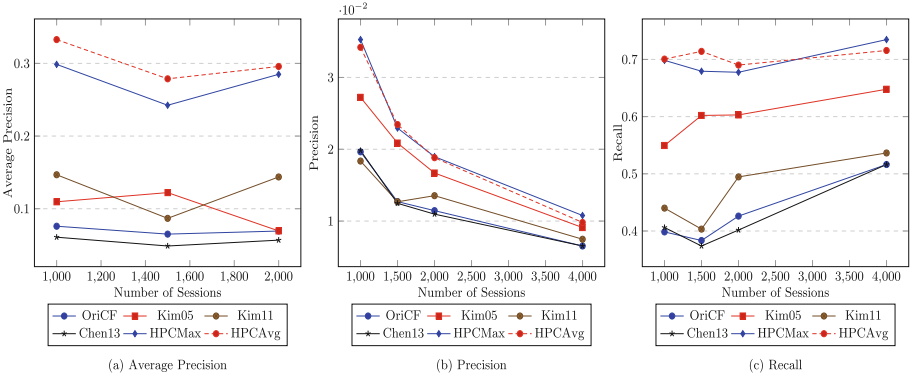 0.3
0.2
0.1
Average Precision
1,000 1,200 1,400 1,600 1,800 2,000
Number of Sessions
OriCF Kim05 Kim11
Chen13 HPCMax HPCAvg
(a) Average Precision
·10⁻²
3
2
1
Precision
1,000 1,500 2,000 2,500 3,000 3,500 4,000
Number of Sessions
OriCF Kim05 Kim11
Chen13 HPCMax HPCAvg
(b) Precision
0.7
0.6
0.5
0.4
Recall
1,000 1,500 2,000 2,500 3,000 3,500 4,000
Number of Sessions
OriCF Kim05 Kim11
Chen13 HPCMax HPCAvg
(c) Recall